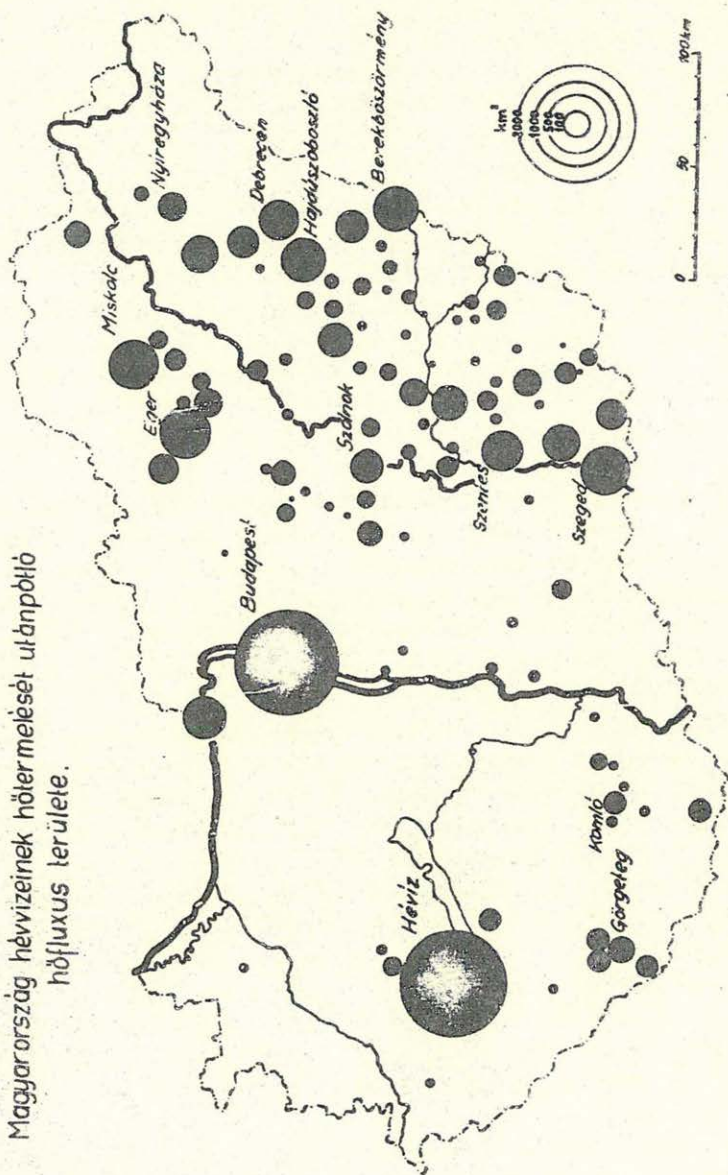 Magyarország hévvizeinek hőtermelését utánpótló
hőfluxus területe.
Miskolc
Nyíregyháza
Eger
Debrecen
Hajdúszoboszló
Budapest
Szolnok
Berekböszörmény
Hévíz
Szentes
Szeged
Komló
Görgeteg
km²
3000
1000
500
100
0
50
100 km